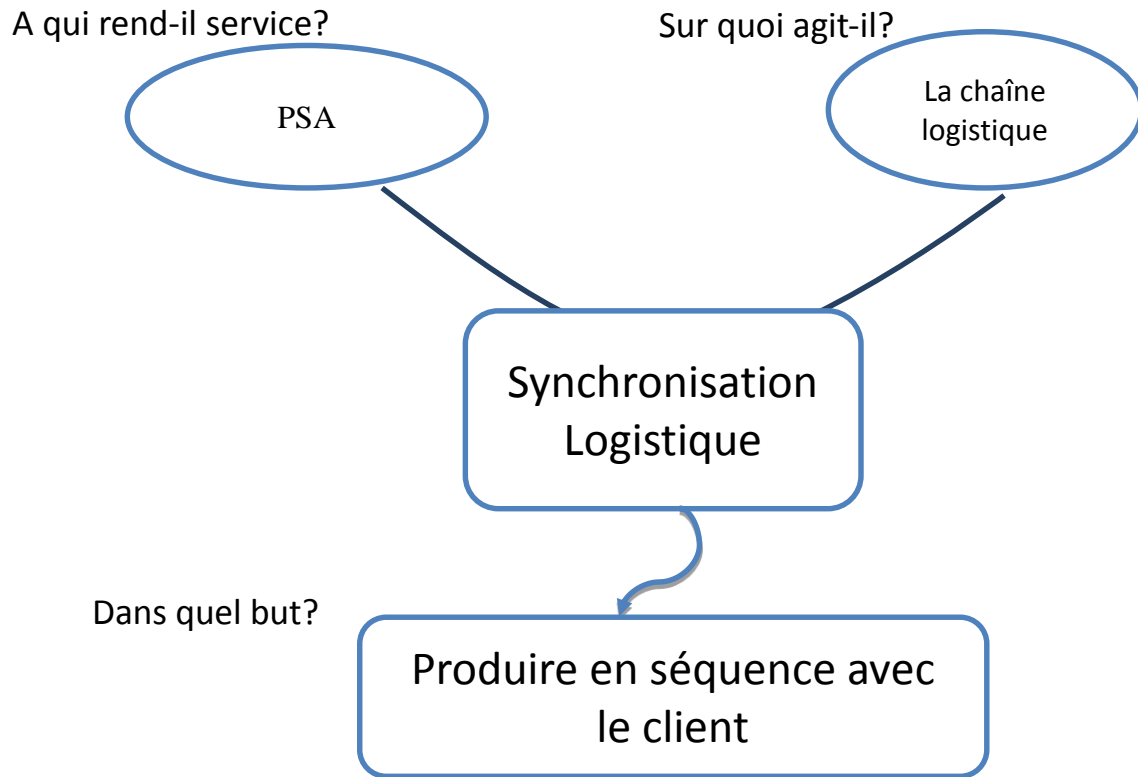 A qui rend-il service?
Sur quoi agit-il?
PSA
La chaîne
logistique
Synchronisation
Logistique
Dans quel but?
Produire en séquence avec
le client